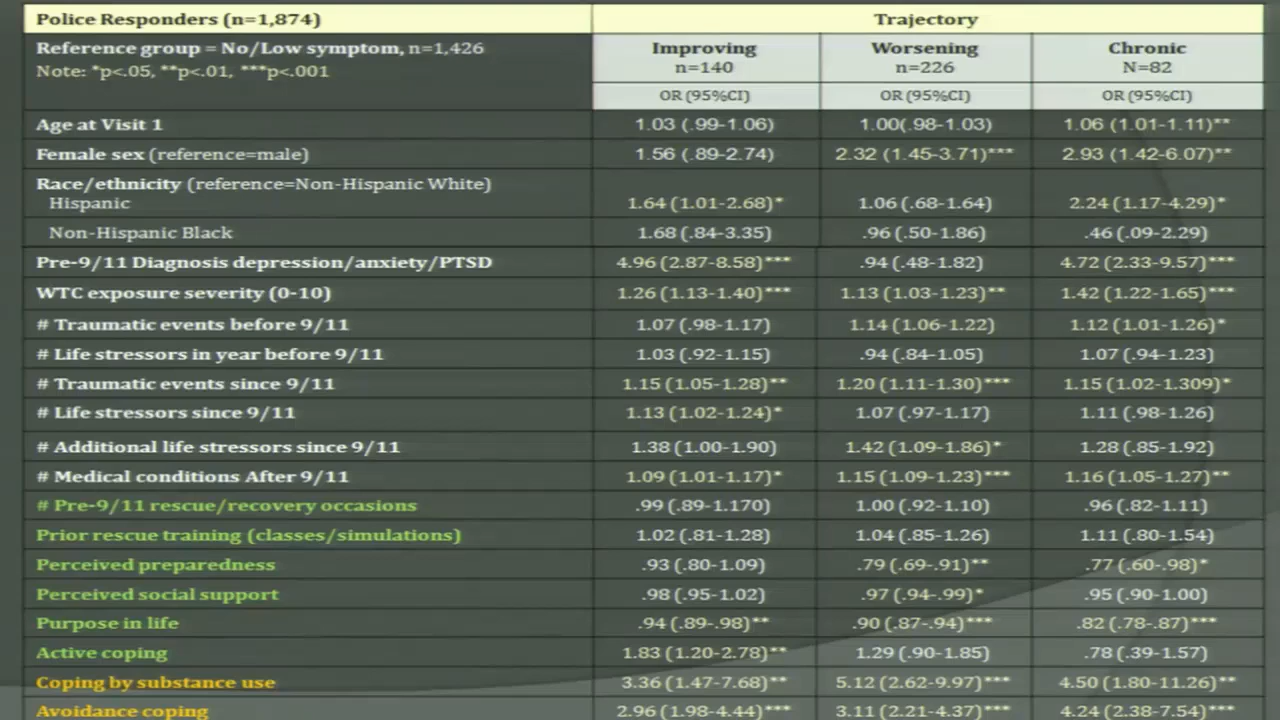 Police Responders (n=1,874) Trajectory
Reference group = No/Low symptom, n=1,426 Improving Worsening Chronic
Note: *p<.05, **p<.01, ***p<.001 n=140 n=226 N=82
OR (95%CI) OR (95%CI) OR (95%CI)
Age at Visit 1 1.03 (.99-1.06) 1.00(.98-1.03) 1.06 (1.01-1.11)**
Female sex (reference=male) 1.56 (.89-2.74) 2.32 (1.45-3.71)*** 2.93 (1.42-6.07)**
Race/ethnicity (reference=Non-Hispanic White)
Hispanic 1.64 (1.01-2.68)* 1.06 (.68-1.64) 2.24 (1.17-4.29)*
Non-Hispanic Black 1.68 (.84-3.35) .96 (.50-1.86) .46 (.09-2.29)
Pre-9/11 Diagnosis depression/anxiety/PTSD 4.96 (2.87-8.58)*** .94 (.48-1.82) 4.72 (2.33-9.57)***
WTC exposure severity (0-10) 1.26 (1.13-1.40)*** 1.13 (1.03-1.23)** 1.42 (1.22-1.65)***
# Traumatic events before 9/11 1.07 (.98-1.17) 1.14 (1.06-1.22) 1.12 (1.01-1.26)*
# Life stressors in year before 9/11 1.03 (.92-1.15) .94 (.84-1.05) 1.07 (.94-1.23)
# Traumatic events since 9/11 1.15 (1.05-1.28)** 1.20 (1.11-1.30)*** 1.15 (1.02-1.309)*
# Life stressors since 9/11 1.13 (1.02-1.24)* 1.07 (.97-1.17) 1.11 (.98-1.26)
# Additional life stressors since 9/11 1.38 (1.00-1.90) 1.42 (1.09-1.86)* 1.28 (.85-1.92)
# Medical conditions After 9/11 1.09 (1.01-1.17)* 1.15 (1.09-1.23)*** 1.16 (1.05-1.27)**
# Pre-9/11 rescue/recovery occasions .99 (.89-1.170) 1.00 (.92-1.10) .96 (.82-1.11)
Prior rescue training (classes/simulations) 1.02 (.81-1.28) 1.04 (.85-1.26) 1.11 (.80-1.54)
Perceived preparedness .93 (.80-1.09) .79 (.69-.91)** .77 (.60-.98)*
Perceived social support .98 (.95-1.02) .97 (.94-.99)* .95 (.90-1.00)
Purpose in life .94 (.89-.98)** .90 (.87-.94)*** .82 (.78-.87)***
Active coping 1.83 (1.20-2.78)** 1.29 (.90-1.85) .78 (.39-1.57)
Coping by substance use 3.36 (1.47-7.68)** 5.12 (2.62-9.97)*** 4.50 (1.80-11.26)**
Avoidance coping 2.96 (1.98-4.44)*** 3.11 (2.21-4.37)*** 4.24 (2.38-7.54)***